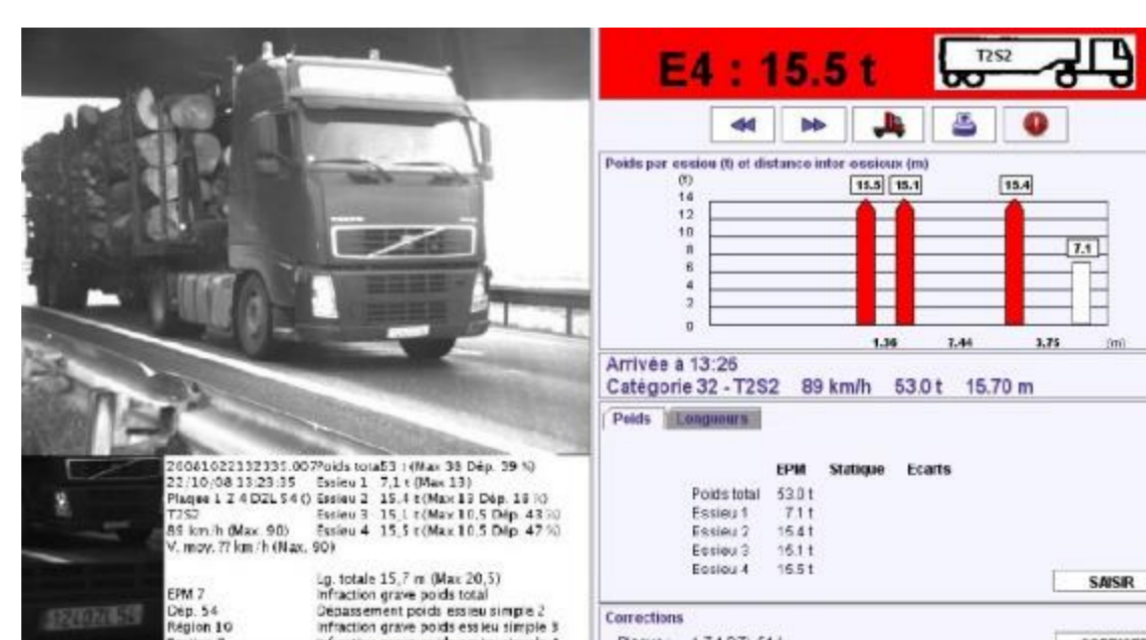 E4 : 15.5 t
T2S2
Poids par essieu (t) et distance inter-essieux (m)
(t)
15.5 15.1 15.4
14
12
10
8
7.1
6
4
2
0
1.36 7.44 3.75 (m)
Arrivée à 13:26
Catégorie 32 - T2S2 89 km/h 53.0 t 15.70 m
Poids Longueurs
EPM Statique Ecarts
Poids total 53.0 t
Essieu 1 7.1 t
Essieu 2 15.4 t
Essieu 3 15.1 t
Essieu 4 15.5 t
SAISIR
Corrections
20081022132335.007 Poids total 53 t (Max 38 Dép. 39 %)
22/10/08 13:23:35 Essieu 1 7,1 t (Max 13)
Plaque 1 Z 4 DZL 54 () Essieu 2 15,4 t (Max 13 Dép. 18 %)
T2S2 Essieu 3 15,1 t (Max 10,5 Dép. 43 %)
89 km/h (Max. 90) Essieu 4 15,5 t (Max 10,5 Dép. 47 %)
V. moy. ?? km/h (Max. 90)
Lg. totale 15,7 m (Max 20,5)
EPM 7 Infraction grave poids total
Dép. 54 Dépassement poids essieu simple 2
Région 10 Infraction grave poids essieu simple 3